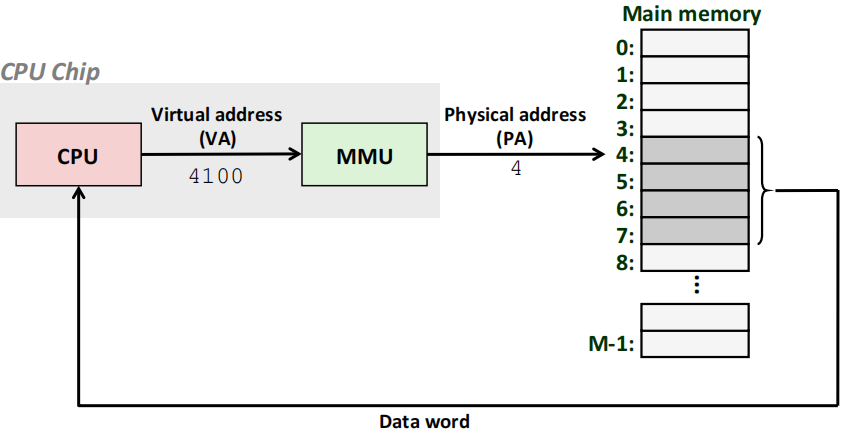 Main memory
0:
1:
2:
3:
4:
5:
6:
7:
8:
...
M-1:
CPU Chip
CPU
Virtual address
(VA)
4100
MMU
Physical address
(PA)
4
Data word